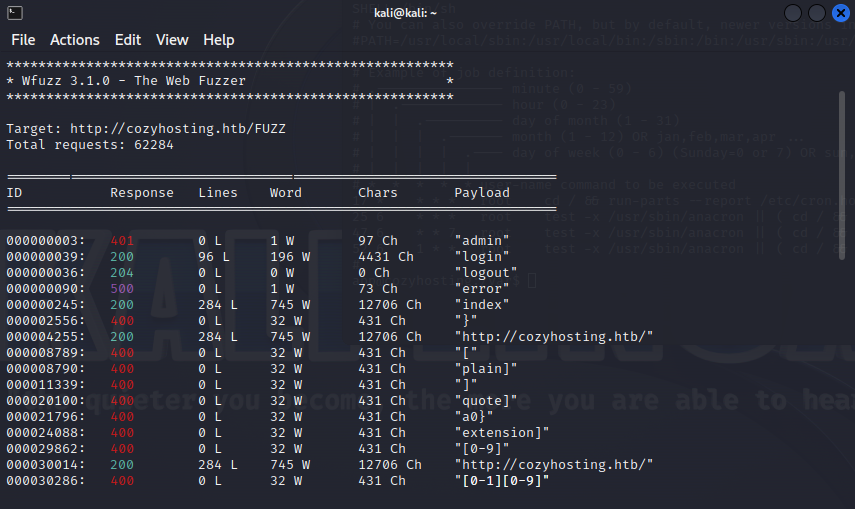 kali@kali: ~
File Actions Edit View Help
********************************************************
* Wfuzz 3.1.0 - The Web Fuzzer                         *
********************************************************
Target: http://cozyhosting.htb/FUZZ
Total requests: 62284
=====================================================================
ID           Response   Lines    Word       Chars       Payload
=====================================================================
000000003:   401        0 L      1 W        97 Ch       "admin"
000000039:   200        96 L     196 W      4431 Ch     "login"
000000036:   204        0 L      0 W        0 Ch        "logout"
000000090:   500        0 L      1 W        73 Ch       "error"
000000245:   200        284 L    745 W      12706 Ch    "index"
000002556:   400        0 L      32 W       431 Ch      "}"
000004255:   200        284 L    745 W      12706 Ch    "http://cozyhosting.htb/"
000008789:   400        0 L      32 W       431 Ch      "["
000008790:   400        0 L      32 W       431 Ch      "plain]"
000011339:   400        0 L      32 W       431 Ch      "]"
000020100:   400        0 L      32 W       431 Ch      "quote]"
000021796:   400        0 L      32 W       431 Ch      "a0}"
000024088:   400        0 L      32 W       431 Ch      "extension]"
000029862:   400        0 L      32 W       431 Ch      "[0-9]"
000030014:   200        284 L    745 W      12706 Ch    "http://cozyhosting.htb/"
000030286:   400        0 L      32 W       431 Ch      "[0-1][0-9]"